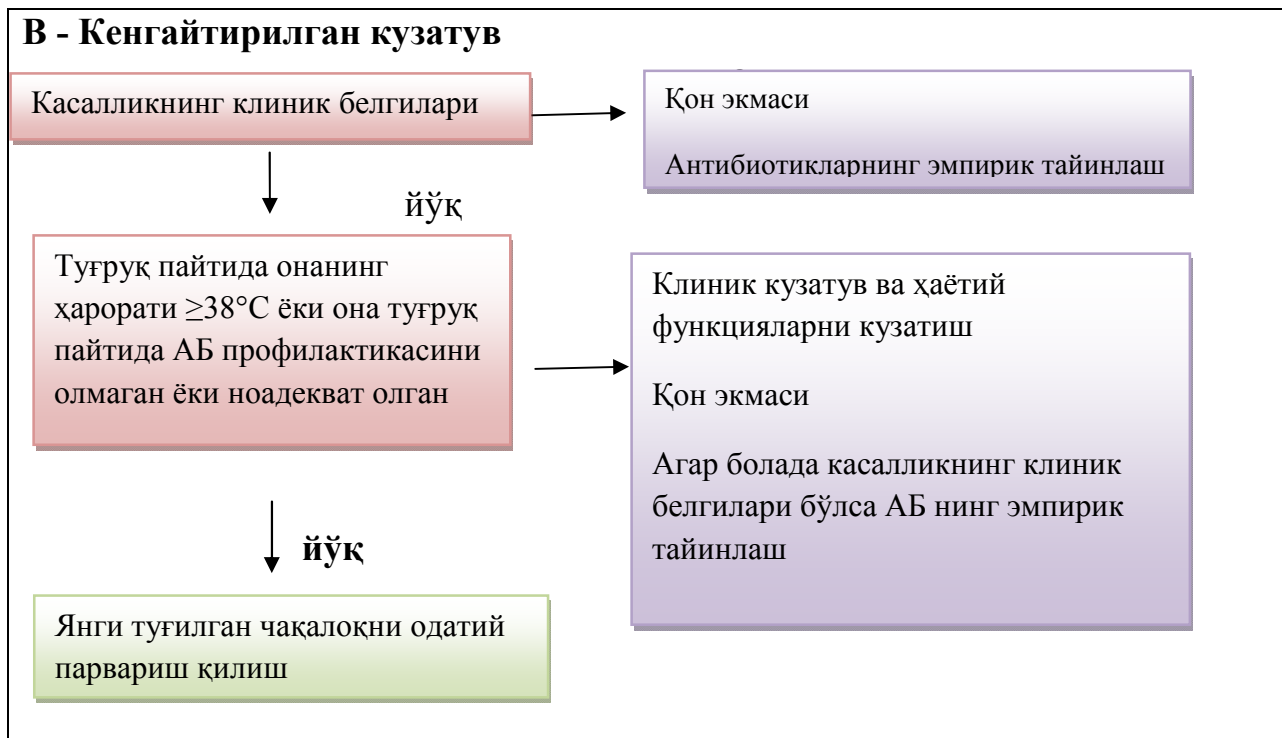 В - Кенгайтирилган кузатув
Касалликнинг клиник белгилари
Қон экмаси
Антибиотикларнинг эмпирик тайинлаш
йўқ
Туғруқ пайтида онанинг
ҳарорати ≥38°С ёки она туғруқ
пайтида АБ профилактикасини
олмаган ёки ноадекват олган
Клиник кузатув ва ҳаётий
функцияларни кузатиш
Қон экмаси
Агар болада касалликнинг клиник
белгилари бўлса АБ нинг эмпирик
тайинлаш
йўқ
Янги туғилган чақалоқни одатий
парвариш қилиш